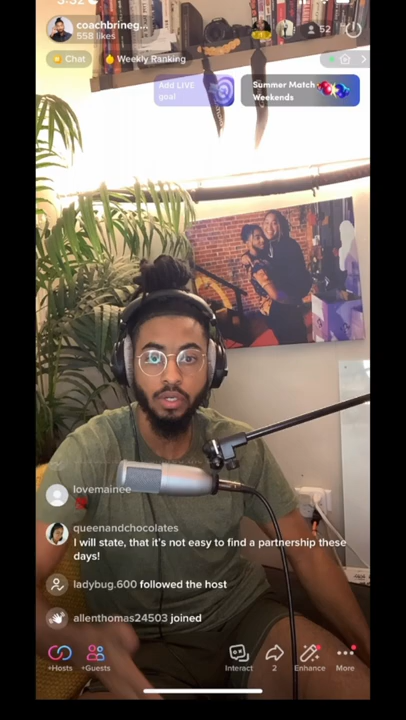 coachbrineg...
558 likes
52
Chat
Weekly Ranking
Add LIVE
goal
Summer Match
Weekends
lovemainee
queenandchocolates
I will state, that it's not easy to find a partnership these
days!
ladybug.600 followed the host
allenthomas24503 joined
+Hosts
+Guests
Interact
2
Enhance
More